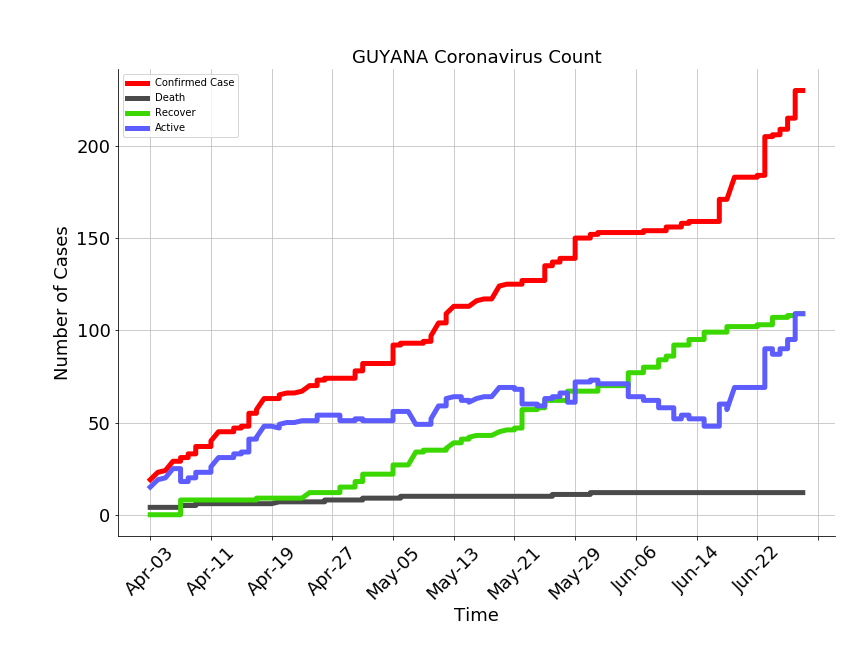 GUYANA Coronavirus Count
Confirmed Case
Death
Recover
Active
Number of Cases
200
150
100
50
0
Apr-03
Apr-11
Apr-19
Apr-27
May-05
May-13
May-21
May-29
Jun-06
Jun-14
Jun-22
Time